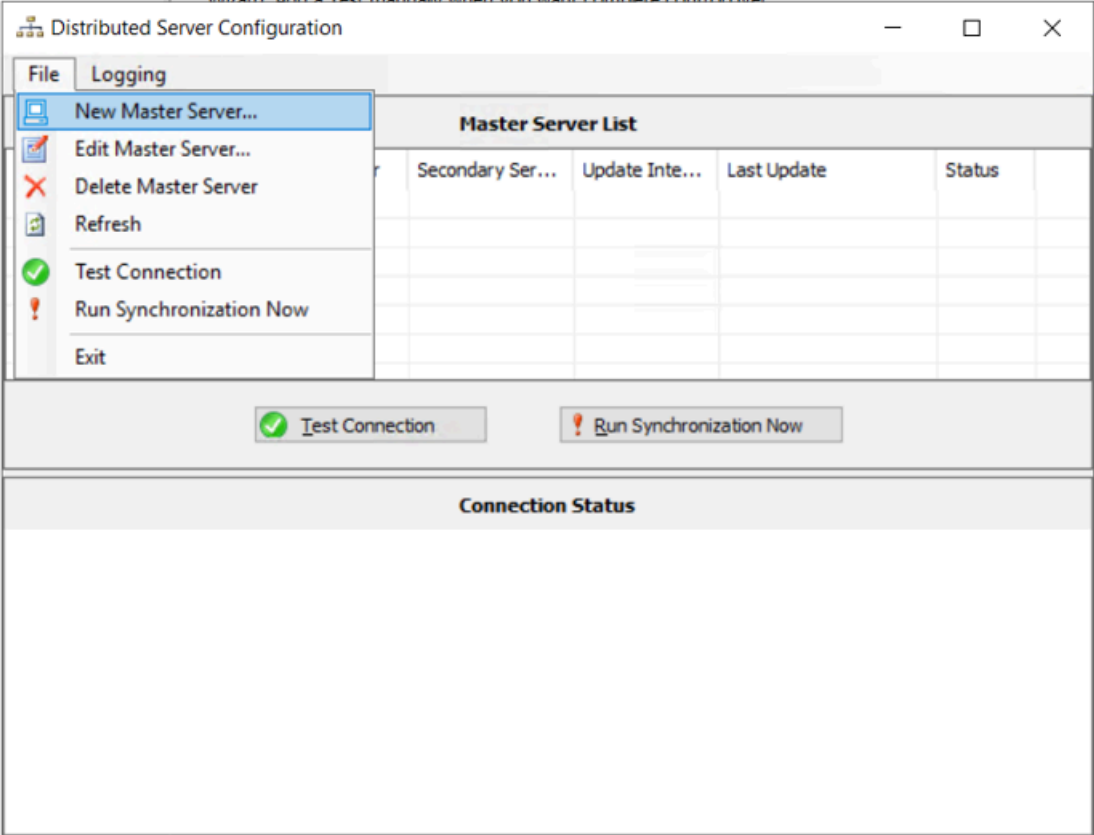 Distributed Server Configuration
File Logging
New Master Server...
Edit Master Server...
Delete Master Server
Refresh
Test Connection
Run Synchronization Now
Exit
Master Server List
Secondary Ser... Update Inte... Last Update Status
Test Connection Run Synchronization Now
Connection Status